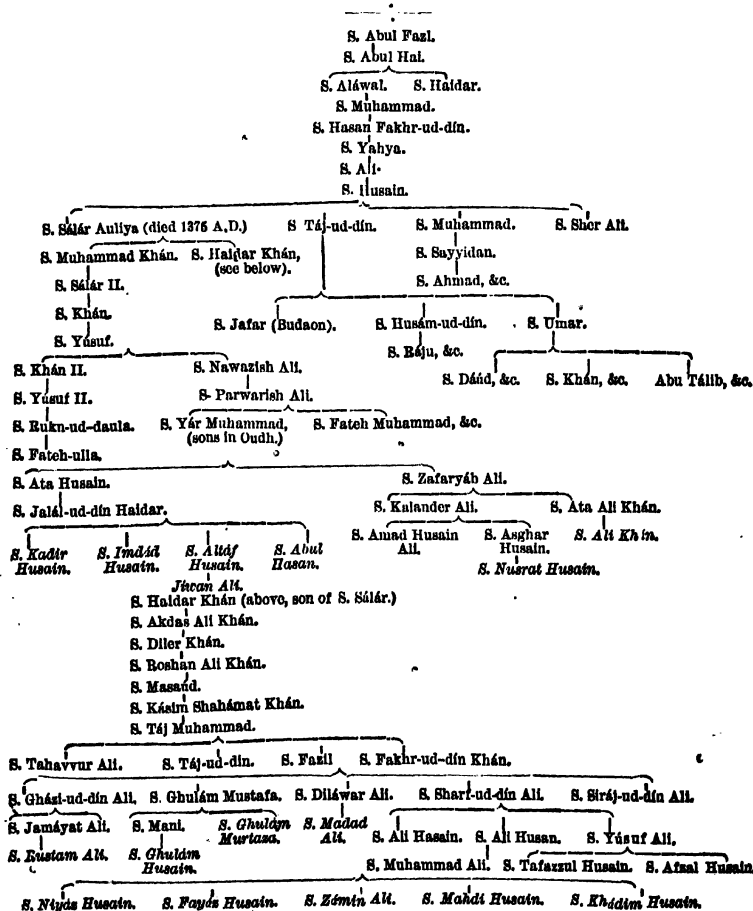 S. Abul Fazl.
S. Abul Hai.
S. Aláwal. S. Haidar.
S. Muhammad.
S. Hasan Fakhr-ud-dín.
S. Yahya.
S. Ali.
S. Husain.
S. Sálár Auliya (died 1376 A.D.) S Táj-ud-dín. S. Muhammad. S. Sher Ali.
S. Muhammad Khán. S. Haidar Khán, S. Sayyidan.
(see below).
S. Sálár II. S. Ahmad, &c.
S. Khán.
S. Jafar (Budaon). S. Husám-ud-dín. S. Umar.
S. Yúsuf.
S. Ráju, &c.
S. Khán II. S. Nawazish Ali.
S. Dáúd, &c. S. Khán, &c. Abu Tálib, &c.
S. Yúsuf II. S. Parwarish Ali.
S. Rukn-ud-daula. S. Yár Muhammad, S. Fateh Muhammad, &c.
(sons in Oudh.)
S. Fateh-ulla.
S. Ata Husain. S. Zafaryáb Ali.
S. Jalál-ud-dín Haidar. S. Kalander Ali. S. Ata Ali Khán.
S. Kadir S. Imdád S. Altáf S. Abul S. Amad Husain S. Asghar S. Ali Khán.
Husain. Husain. Husain. Hasan. Ali. Husain.
S. Nusrat Husain.
Jiwan Ali.
S. Haidar Khán (above, son of S. Sálár.)
S. Akdas Ali Khán.
S. Diler Khán.
S. Roshan Ali Khán.
S. Masaúd.
S. Kásim Shahámat Khán.
S. Táj Muhammad.
S. Tahavvur Ali. S. Táj-ud-din. S. Fazil S. Fakhr-ud-dín Khán.
S. Gházi-ud-dín Ali. S. Ghulám Mustafa. S. Diláwar Ali. S. Sharf-ud-dín Ali. S. Siráj-ud-dín Ali.
S. Jamáyat Ali. S. Mani. S. Ghulám S. Madad S. Ali Hasain. S. Ali Husan. S. Yúsuf Ali.
Murtaza. Ali.
S. Rustam Ali. S. Ghulám
Husain.
S. Muhammad Ali. S. Tafazzul Husain. S. Afzal Husain
S. Niyáz Husain. S. Fayáz Husain. S. Zámin Ali. S. Mahdi Husain. S. Khádim Husain.